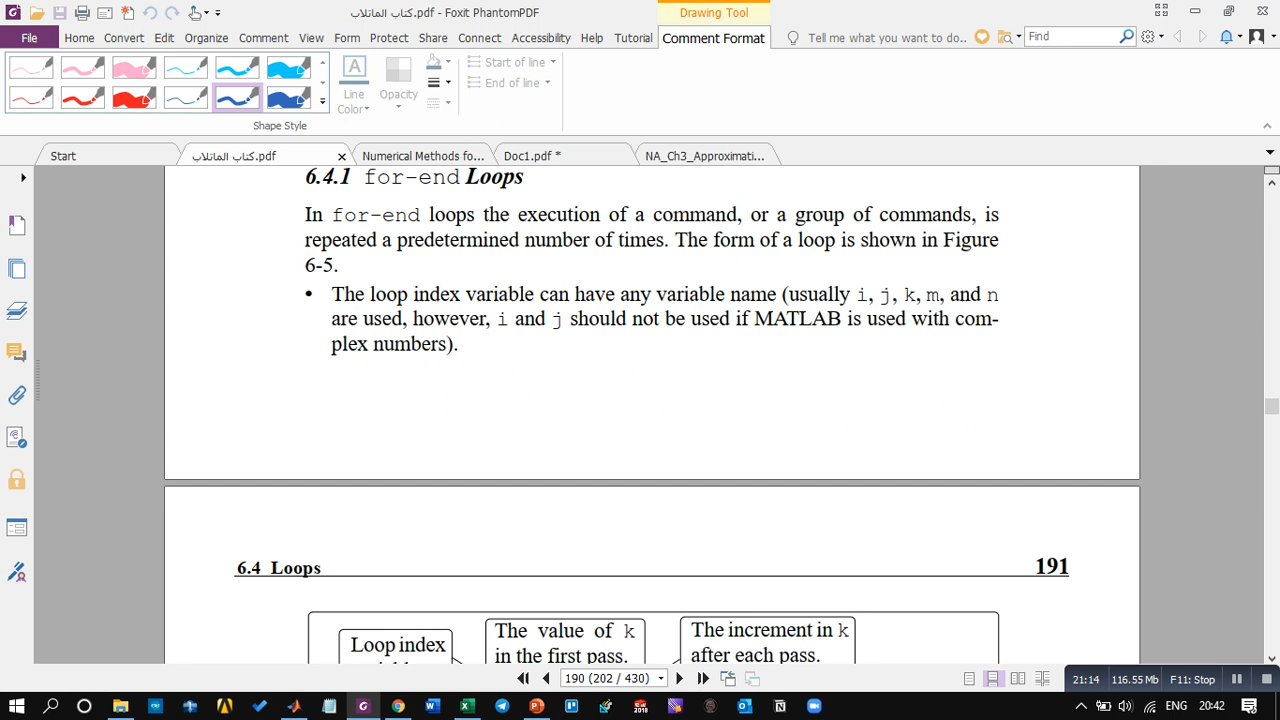 كتاب الماتلاب.pdf - Foxit PhantomPDF
Drawing Tool
File Home Convert Edit Organize Comment View Form Protect Share Connect Accessibility Help Tutorial Comment Format Tell me what you want to do.. Find
Line Color
Opacity
Start of line
End of line
Shape Style
Start
كتاب الماتلاب.pdf
Numerical Methods fo...
Doc1.pdf *
NA_Ch3_Approximati...
6.4.1 for-end Loops
In for-end loops the execution of a command, or a group of commands, is
repeated a predetermined number of times. The form of a loop is shown in Figure
6-5.
• The loop index variable can have any variable name (usually i, j, k, m, and n
are used, however, i and j should not be used if MATLAB is used with com-
plex numbers).
6.4 Loops 191
Loop index
The value of k
in the first pass.
The increment in k
after each pass.
190 (202 / 430)
21:14 116.55 Mb F11: Stop
ENG 20:42